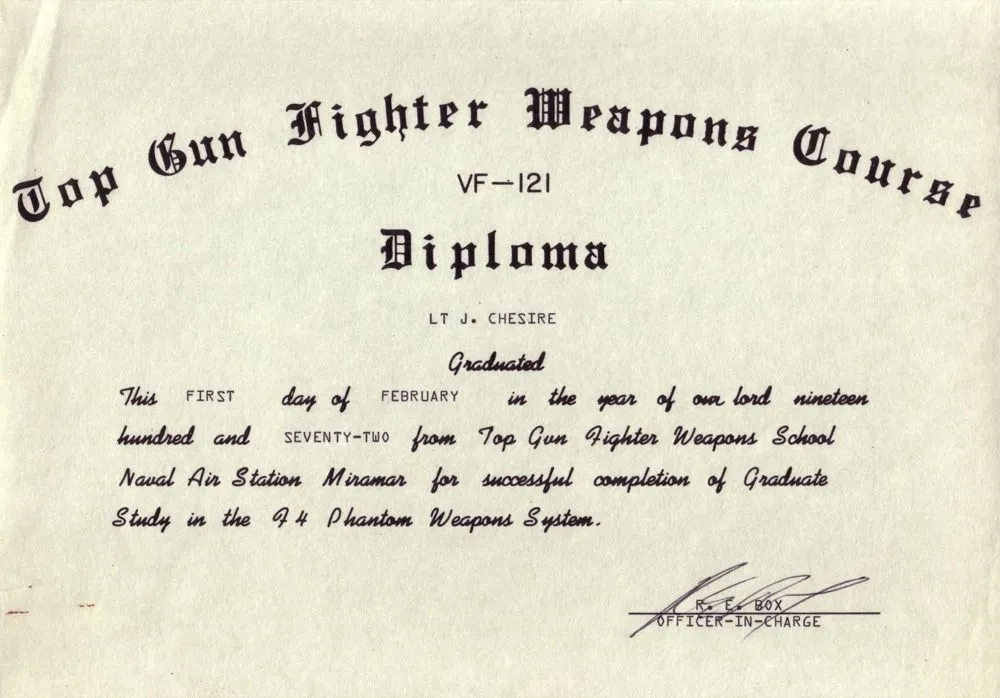 Top Gun Fighter Weapons Course
VF-121
Diploma
LT J. CHESIRE
Graduated
This FIRST day of FEBRUARY in the year of our lord nineteen
hundred and SEVENTY-TWO from Top Gun Fighter Weapons School
Naval Air Station Miramar for successful completion of Graduate
Study in the F4 Phantom Weapons System.
R. E. BOX
OFFICER-IN-CHARGE